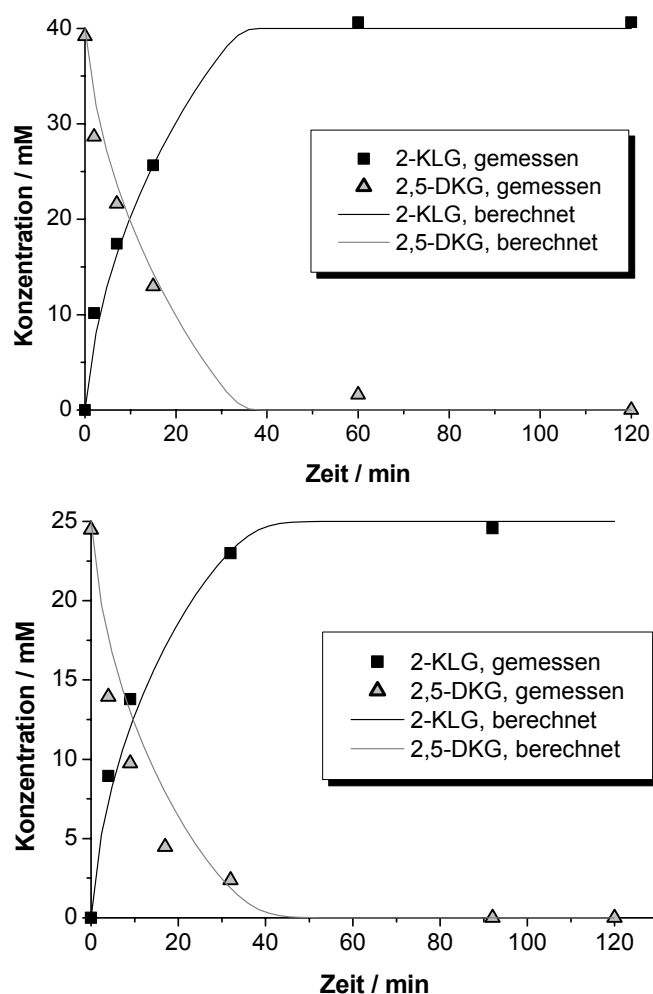 40
30
20
10
0
Konzentration / mM
2-KLG, gemessen
2,5-DKG, gemessen
2-KLG, berechnet
2,5-DKG, berechnet
0 20 40 60 80 100 120
Zeit / min
25
20
15
10
5
0
Konzentration / mM
2-KLG, gemessen
2,5-DKG, gemessen
2-KLG, berechnet
2,5-DKG, berechnet
0 20 40 60 80 100 120
Zeit / min